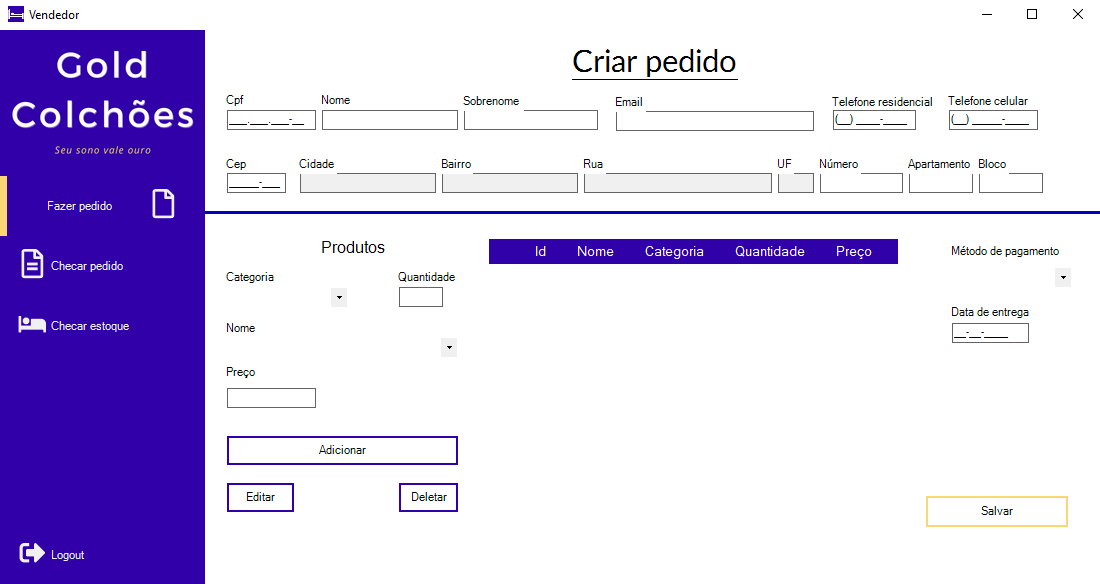 Vendedor
Gold
Colchões
Seu sono vale ouro
Fazer pedido
Checar pedido
Checar estoque
Logout
Criar pedido
Cpf Nome Sobrenome Email Telefone residencial Telefone celular
___.___.___-__ (__) ____-____ (__) _____-____
Cep Cidade Bairro Rua UF Número Apartamento Bloco
_____-___
Produtos
Categoria Quantidade
Nome
Preço
Adicionar
Editar Deletar
Id Nome Categoria Quantidade Preço
Método de pagamento
Data de entrega
__-__-____
Salvar